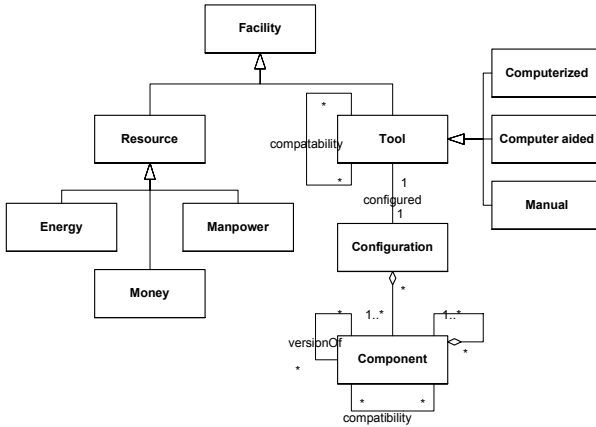 Facility
Computerized
*
Resource
Tool
Computer aided
compatability
*
1
configured
Energy
Manpower
1
Manual
Configuration
Money
*
*
1..*
1..*
versionOf
Component
*
*
*
*
compatibility